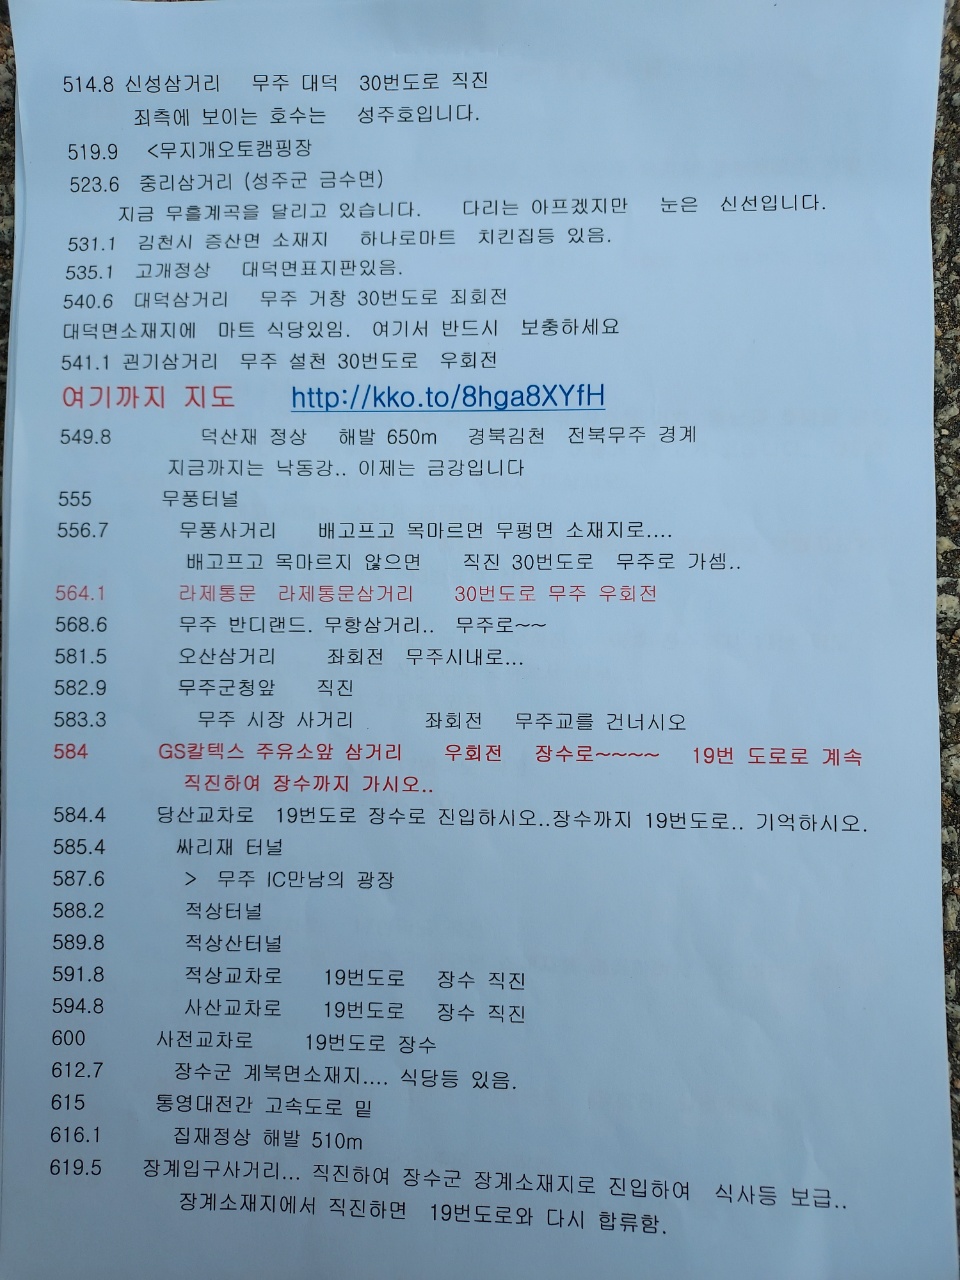 514.8 신성삼거리 무주 대덕 30번도로 직진
죄측에 보이는 호수는 성주호입니다.
519.9 <무지개오토캠핑장
523.6 중리삼거리 (성주군 금수면)
지금 무흘계곡을 달리고 있습니다. 다리는 아프겠지만 눈은 신선입니다.
531.1 김천시 증산면 소재지 하나로마트 치킨집등 있음.
535.1 고개정상 대덕면표지판있음.
540.6 대덕삼거리 무주 거창 30번도로 죄회전
대덕면소재지에 마트 식당있임. 여기서 반드시 보충하세요
541.1 괸기삼거리 무주 설천 30번도로 우회전
여기까지 지도 http://kko.to/8hga8XYfH
549.8 덕산재 정상 해발 650m 경북김천 전북무주 경계
지금까지는 낙동강.. 이제는 금강입니다
555 무풍터널
556.7 무풍사거리 배고프고 목마르면 무펑면 소재지로....
배고프고 목마르지 않으면 직진 30번도로 무주로 가셈..
564.1 라제통문 라제통문삼거리 30번도로 무주 우회전
568.6 무주 반디랜드. 무항삼거리.. 무주로~~
581.5 오산삼거리 좌회전 무주시내로...
582.9 무주군청앞 직진
583.3 무주 시장 사거리 좌회전 무주교를 건너시오
584 GS칼텍스 주유소앞 삼거리 우회전 장수로~~~~ 19번 도로로 계속
직진하여 장수까지 가시오..
584.4 당산교차로 19번도로 장수로 진입하시오..장수까지 19번도로.. 기억하시오.
585.4 싸리재 터널
587.6 > 무주 IC만남의 광장
588.2 적상터널
589.8 적상산터널
591.8 적상교차로 19번도로 장수 직진
594.8 사산교차로 19번도로 장수 직진
600 사전교차로 19번도로 장수
612.7 장수군 계북면소재지.... 식당등 있음.
615 통영대전간 고속도로 밑
616.1 집재정상 해발 510m
619.5 장계입구사거리... 직진하여 장수군 장계소재지로 진입하여 식사등 보급..
장계소재지에서 직진하면 19번도로와 다시 합류함.